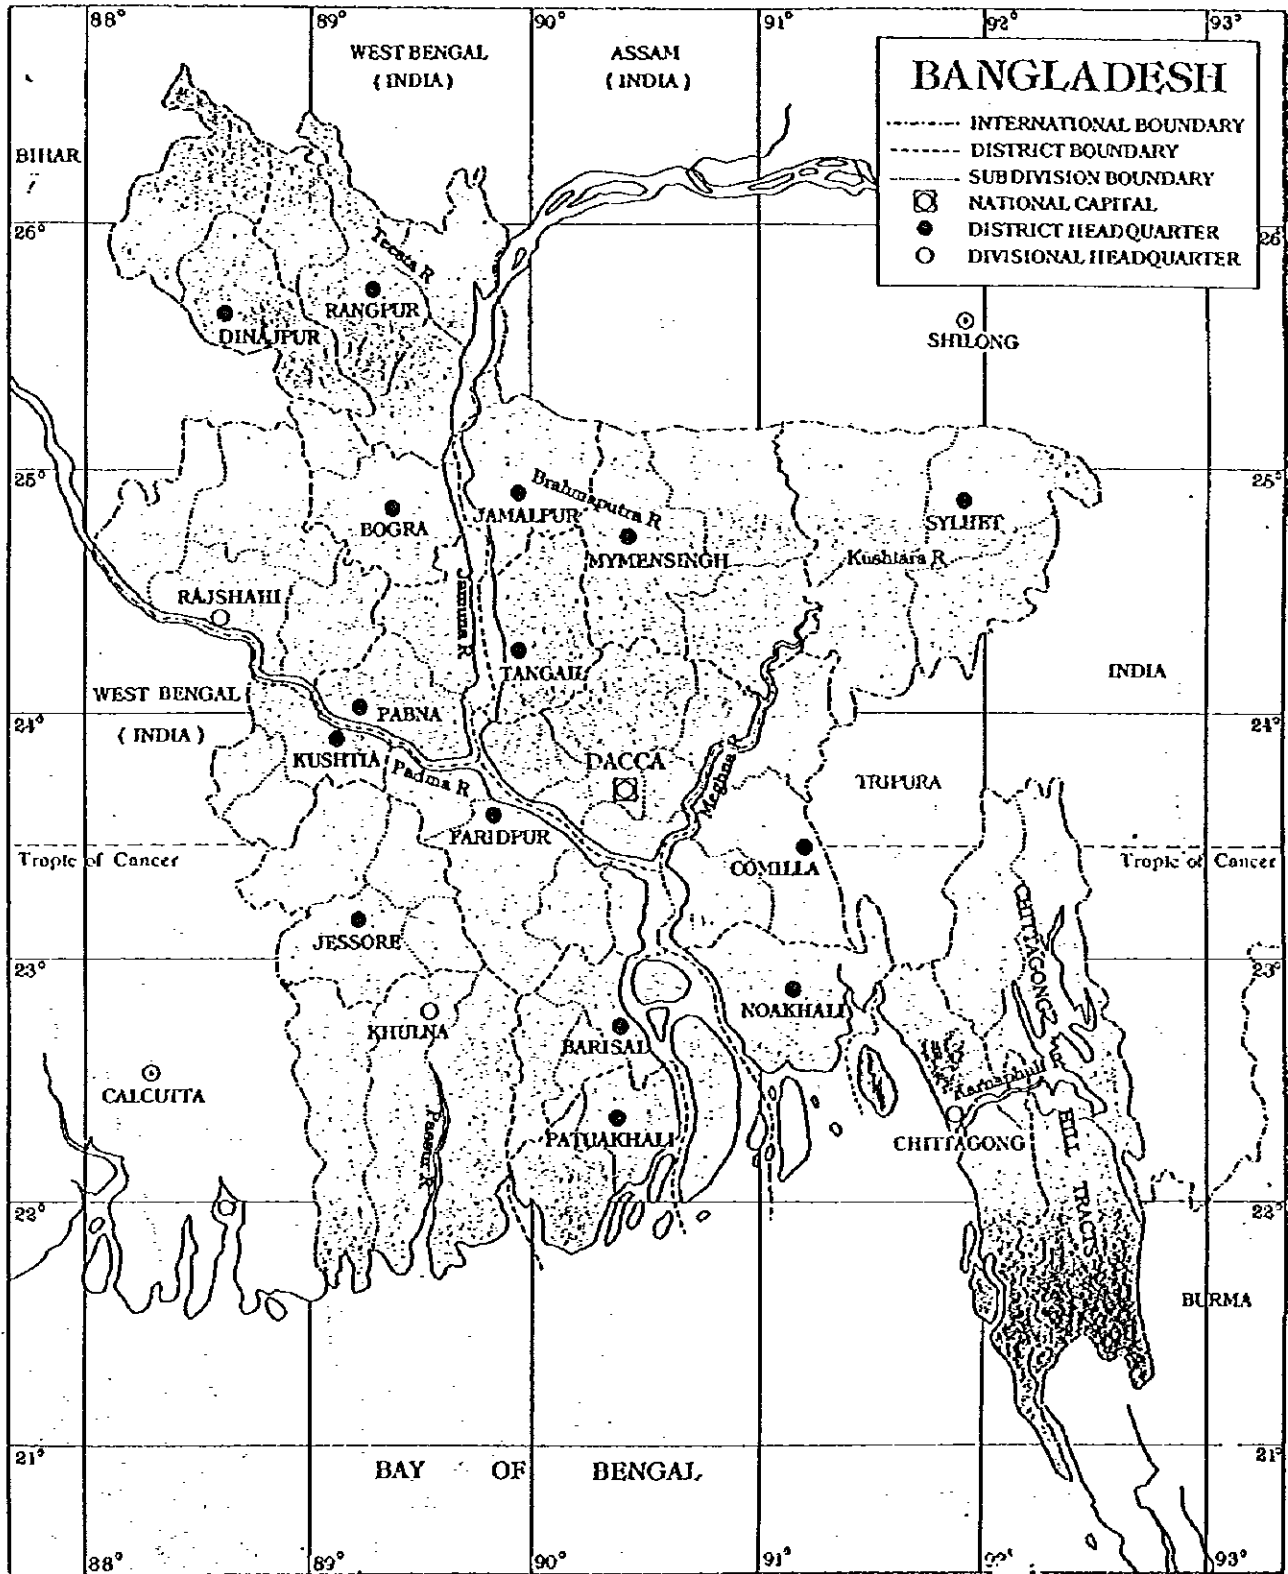 88°
89°
90°
91°
92°
93°
WEST BENGAL
( INDIA )
ASSAM
( INDIA )
BANGLADESH
INTERNATIONAL BOUNDARY
DISTRICT BOUNDARY
SUBDIVISION BOUNDARY
NATIONAL CAPITAL
DISTRICT HEADQUARTER
DIVISIONAL HEADQUARTER
BIHAR
26°
26°
Teesta R
RANGPUR
DINAJPUR
SHILONG
25°
25°
BOGRA
JAMALPUR
Brahmaputra R
MYMENSINGH
SYLHET
Kushtara R
RAJSHAHI
Jamuna R
TANGAIL
INDIA
WEST BENGAL
( INDIA )
24°
24°
PABNA
KUSHTIA
Padma R
DACCA
Meghna R
TRIPURA
FARIDPUR
Tropic of Cancer
COMILLA
Tropic of Cancer
JESSORE
CHITTAGONG
HILL
TRACTS
23°
23°
KHULNA
NOAKHALI
BARISAL
CALCUTTA
Karnaphuli R
PATUAKHALI
Passur R
CHITTAGONG
22°
22°
BURMA
21°
21°
BAY OF BENGAL
88°
89°
90°
91°
92°
93°